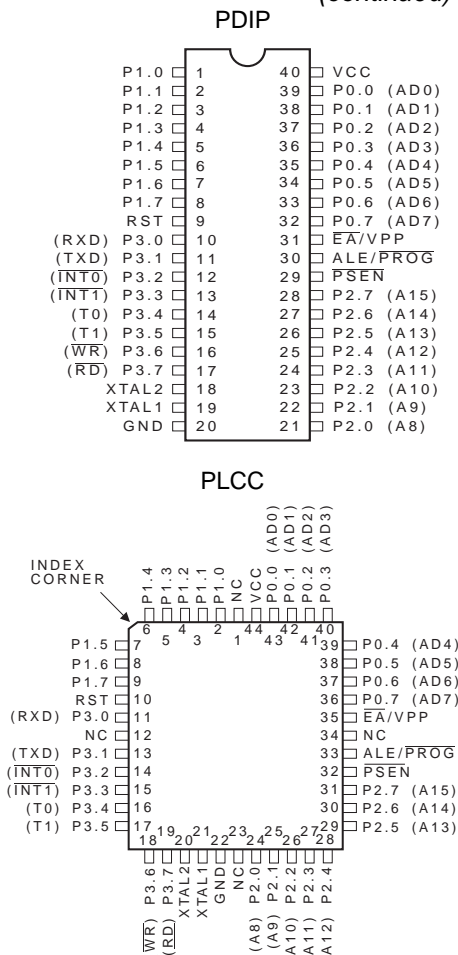 (continued)
PDIP
P1.0 1 40 VCC
P1.1 2 39 P0.0 (AD0)
P1.2 3 38 P0.1 (AD1)
P1.3 4 37 P0.2 (AD2)
P1.4 5 36 P0.3 (AD3)
P1.5 6 35 P0.4 (AD4)
P1.6 7 34 P0.5 (AD5)
P1.7 8 33 P0.6 (AD6)
RST 9 32 P0.7 (AD7)
(RXD) P3.0 10 31 EA/VPP
(TXD) P3.1 11 30 ALE/PROG
(INT0) P3.2 12 29 PSEN
(INT1) P3.3 13 28 P2.7 (A15)
(T0) P3.4 14 27 P2.6 (A14)
(T1) P3.5 15 26 P2.5 (A13)
(WR) P3.6 16 25 P2.4 (A12)
(RD) P3.7 17 24 P2.3 (A11)
XTAL2 18 23 P2.2 (A10)
XTAL1 19 22 P2.1 (A9)
GND 20 21 P2.0 (A8)
PLCC
INDEX
CORNER
P1.4
P1.3
P1.2
P1.1
P1.0
NC
VCC
P0.0 (AD0)
P0.1 (AD1)
P0.2 (AD2)
P0.3 (AD3)
6 5 4 3 2 1 44 43 42 41 40
P1.5 7 39 P0.4 (AD4)
P1.6 8 38 P0.5 (AD5)
P1.7 9 37 P0.6 (AD6)
RST 10 36 P0.7 (AD7)
(RXD) P3.0 11 35 EA/VPP
NC 12 34 NC
(TXD) P3.1 13 33 ALE/PROG
(INT0) P3.2 14 32 PSEN
(INT1) P3.3 15 31 P2.7 (A15)
(T0) P3.4 16 30 P2.6 (A14)
(T1) P3.5 17 29 P2.5 (A13)
18 19 20 21 22 23 24 25 26 27 28
WR) P3.6
(RD) P3.7
XTAL2
XTAL1
GND
NC
(A8) P2.0
(A9) P2.1
A10) P2.2
A11) P2.3
A12) P2.4